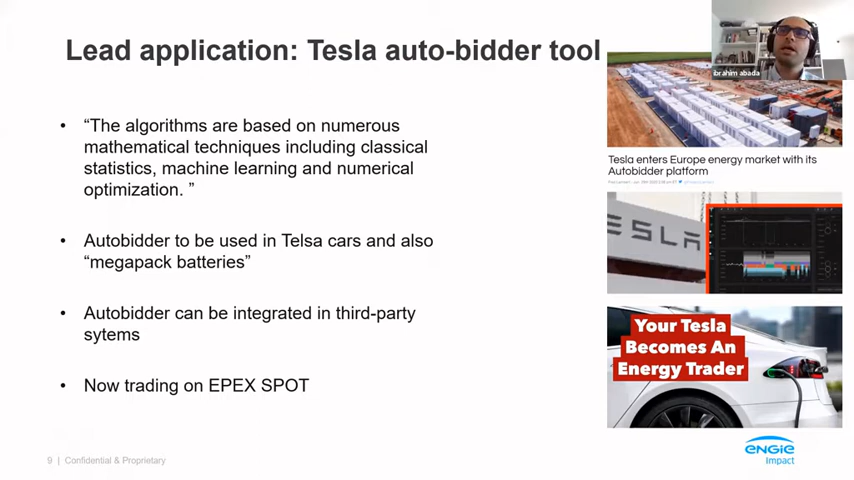 Lead application: Tesla auto-bidder tool
ibrahim abada
• “The algorithms are based on numerous
mathematical techniques including classical
statistics, machine learning and numerical
optimization. ”
• Autobidder to be used in Telsa cars and also
“megapack batteries”
• Autobidder can be integrated in third-party
sytems
• Now trading on EPEX SPOT
Tesla enters Europe energy market with its
Autobidder platform
TESLA
Your Tesla
Becomes An
Energy Trader
9 | Confidential & Proprietary
ENGIE
Impact